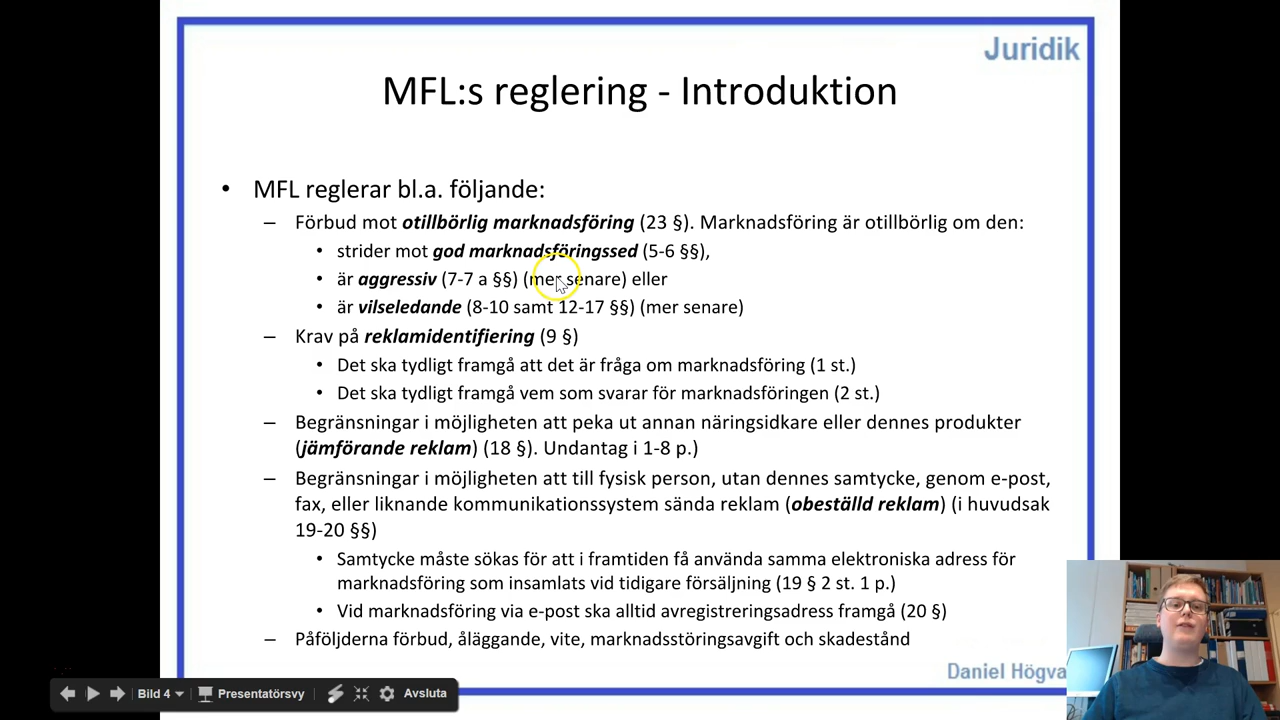 Juridik
MFL:s reglering - Introduktion
• MFL reglerar bl.a. följande:
– Förbud mot otillbörlig marknadsföring (23 §). Marknadsföring är otillbörlig om den:
• strider mot god marknadsföringssed (5-6 §§),
• är aggressiv (7-7 a §§) (mer senare) eller
• är vilseledande (8-10 samt 12-17 §§) (mer senare)
– Krav på reklamidentifiering (9 §)
• Det ska tydligt framgå att det är fråga om marknadsföring (1 st.)
• Det ska tydligt framgå vem som svarar för marknadsföringen (2 st.)
– Begränsningar i möjligheten att peka ut annan näringsidkare eller dennes produkter
(jämförande reklam) (18 §). Undantag i 1-8 p.)
– Begränsningar i möjligheten att till fysisk person, utan dennes samtycke, genom e-post,
fax, eller liknande kommunikationssystem sända reklam (obeställd reklam) (i huvudsak
19-20 §§)
• Samtycke måste sökas för att i framtiden få använda samma elektroniska adress för
marknadsföring som insamlats vid tidigare försäljning (19 § 2 st. 1 p.)
• Vid marknadsföring via e-post ska alltid avregistreringsadress framgå (20 §)
– Påföljderna förbud, åläggande, vite, marknadsstöringsavgift och skadestånd
Daniel Högva
Bild 4 Presentatörsvy Avsluta